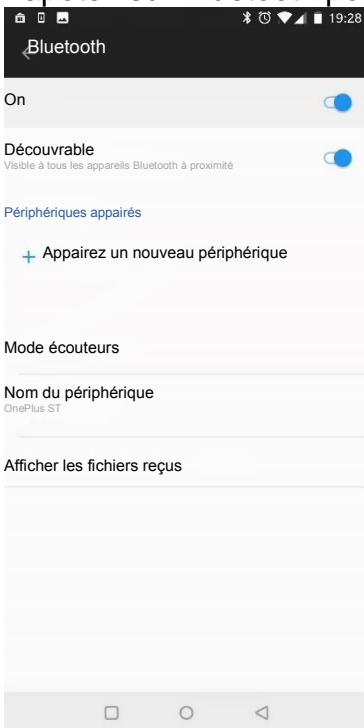 19:28
Bluetooth
On
Découvrable
Visible à tous les appareils Bluetooth à proximité
Périphériques appairés
+ Appairez un nouveau périphérique
Mode écouteurs
Nom du périphérique
OnePlus ST
Afficher les fichiers reçus